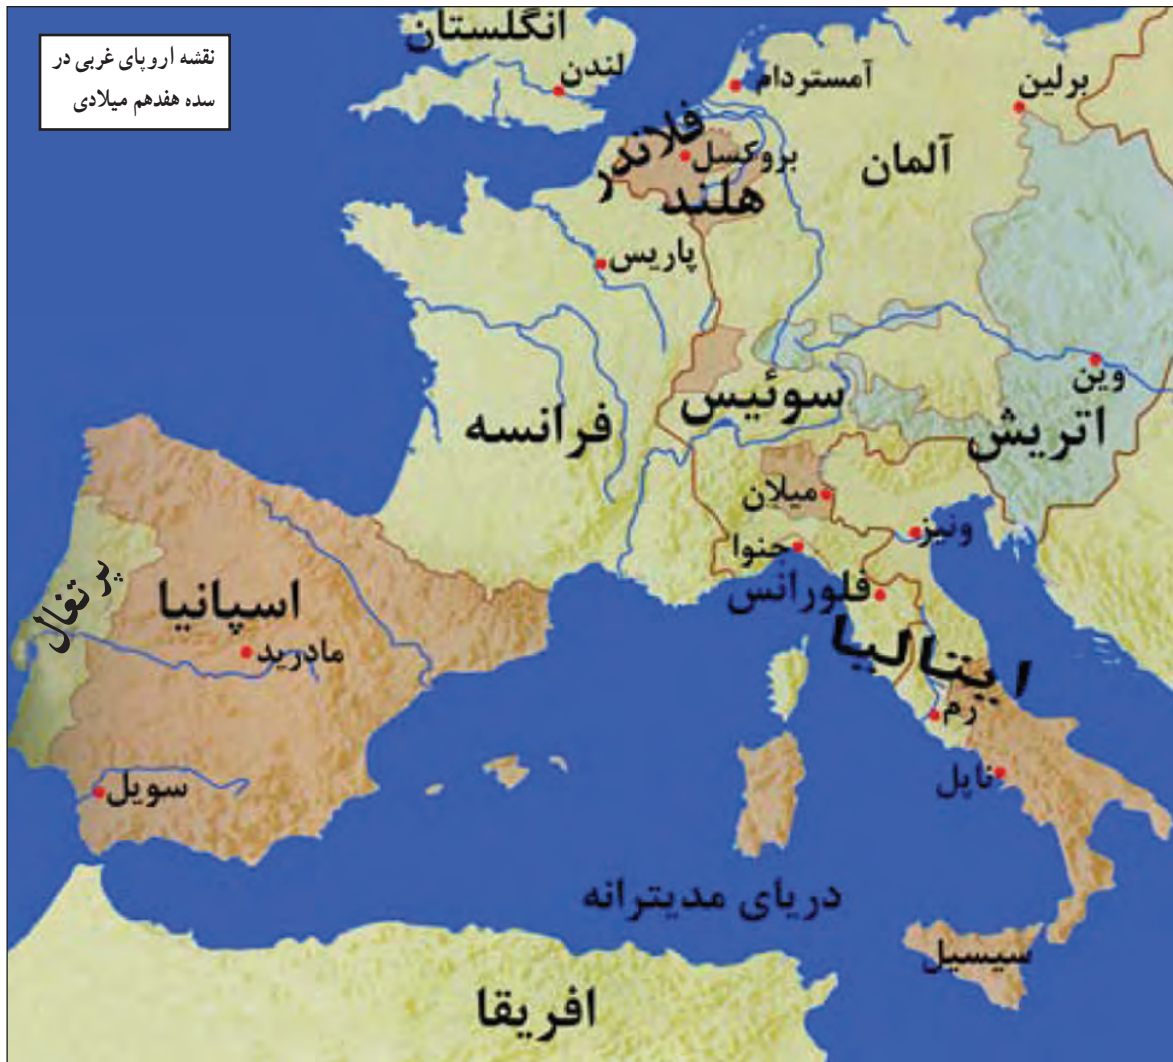 نقشه اروپای غربی در
سده هفدهم میلادی
انگلستان
لندن
آمستردام
برلین
فلاندر
بروکسل
هلند
آلمان
پاریس
فرانسه
سوئیس
وین
اتریش
میلان
ونیز
جنوا
فلورانس
ایتالیا
رم
ناپل
پرتغال
اسپانیا
مادرید
سویل
دریای مدیترانه
سیسیل
افریقا